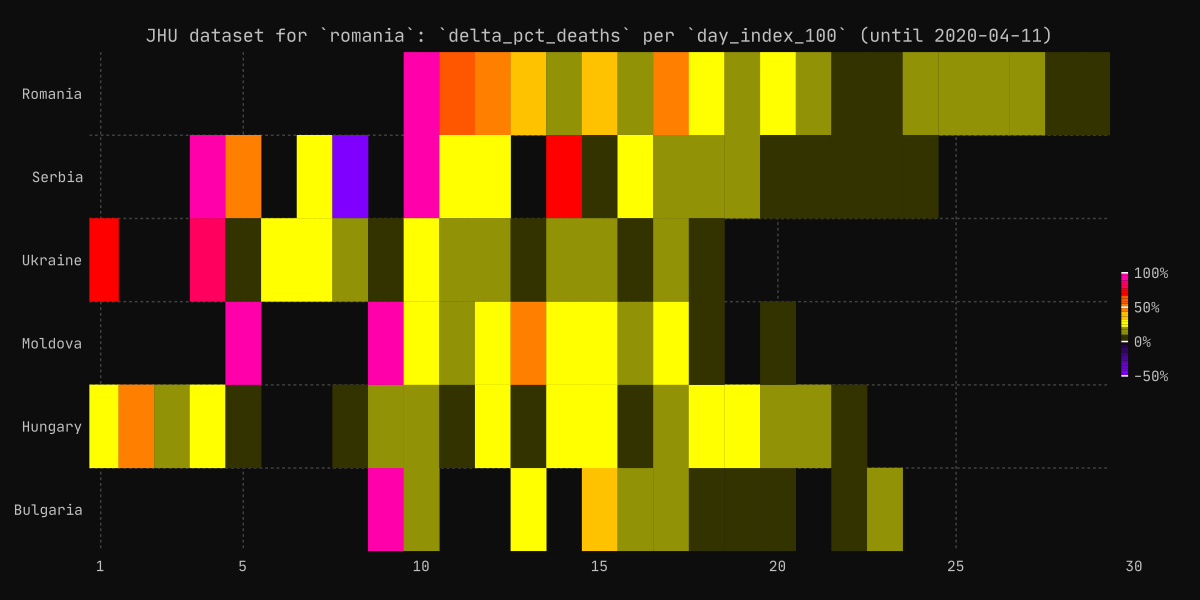 JHU dataset for `romania`: `delta_pct_deaths` per `day_index_100` (until 2020-04-11)
Romania
Serbia
Ukraine
Moldova
Hungary
Bulgaria
1 5 10 15 20 25 30
100%
50%
0%
-50%